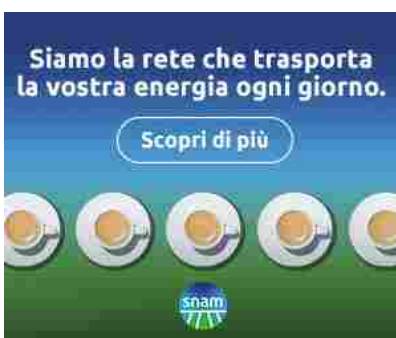 Siamo la rete che trasporta
la vostra energia ogni giorno.
Scopri di più
snam